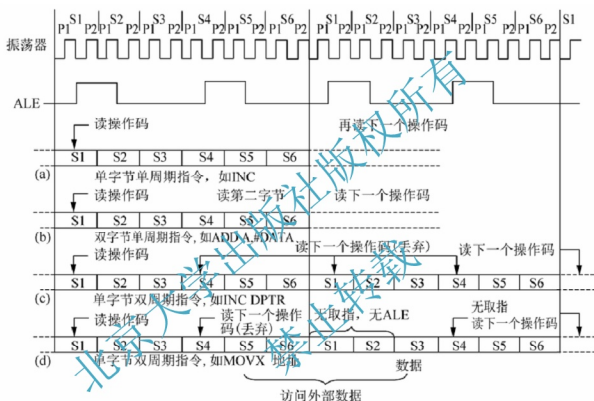 S1 S2 S3 S4 S5 S6 S1 S2 S3 S4 S5 S6 S1
P1 P2 P1 P2 P1 P2 P1 P2 P1 P2 P1 P2 P1 P2 P1 P2 P1 P2 P1 P2 P1 P2 P1 P2 P1
振荡器
ALE
读操作码 再读下一个操作码
S1 S2 S3 S4 S5 S6
(a) 单字节单周期指令，如INC
读操作码 读第二字节 读下一个操作码
S1 S2 S3 S4 S5 S6
(b) 双字节单周期指令,如ADD A,#DATA
读操作码 读下一个操作码(丢弃) 读下一个操作码
S1 S2 S3 S4 S5 S6 S1 S2 S3 S4 S5 S6
(c) 单字节双周期指令,如INC DPTR
读操作码 读下一个操作码(丢弃) 无取指，无ALE 无取指 读下一个操作码
S1 S2 S3 S4 S5 S6 S1 S2 S3 S4 S5 S6
(d) 单字节双周期指令,如MOVX 地址 数据
访问外部数据
北京大学出版社版权所有
禁止转载